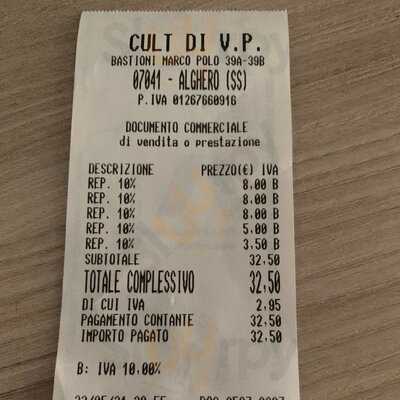 CULT DI V.P.
BASTIONI MARCO POLO 39A-39B
07041 - ALGHERO (SS)
P.IVA 01267660916
DOCUMENTO COMMERCIALE
di vendita o prestazione
DESCRIZIONE PREZZO(€) IVA
REP. 10% 8,00 B
REP. 10% 8,00 B
REP. 10% 8,00 B
REP. 10% 5,00 B
REP. 10% 3,50 B
SUBTOTALE 32,50
TOTALE COMPLESSIVO 32,50
DI CUI IVA 2,95
PAGAMENTO CONTANTE 32,50
IMPORTO PAGATO 32,50
B: IVA 10,00%